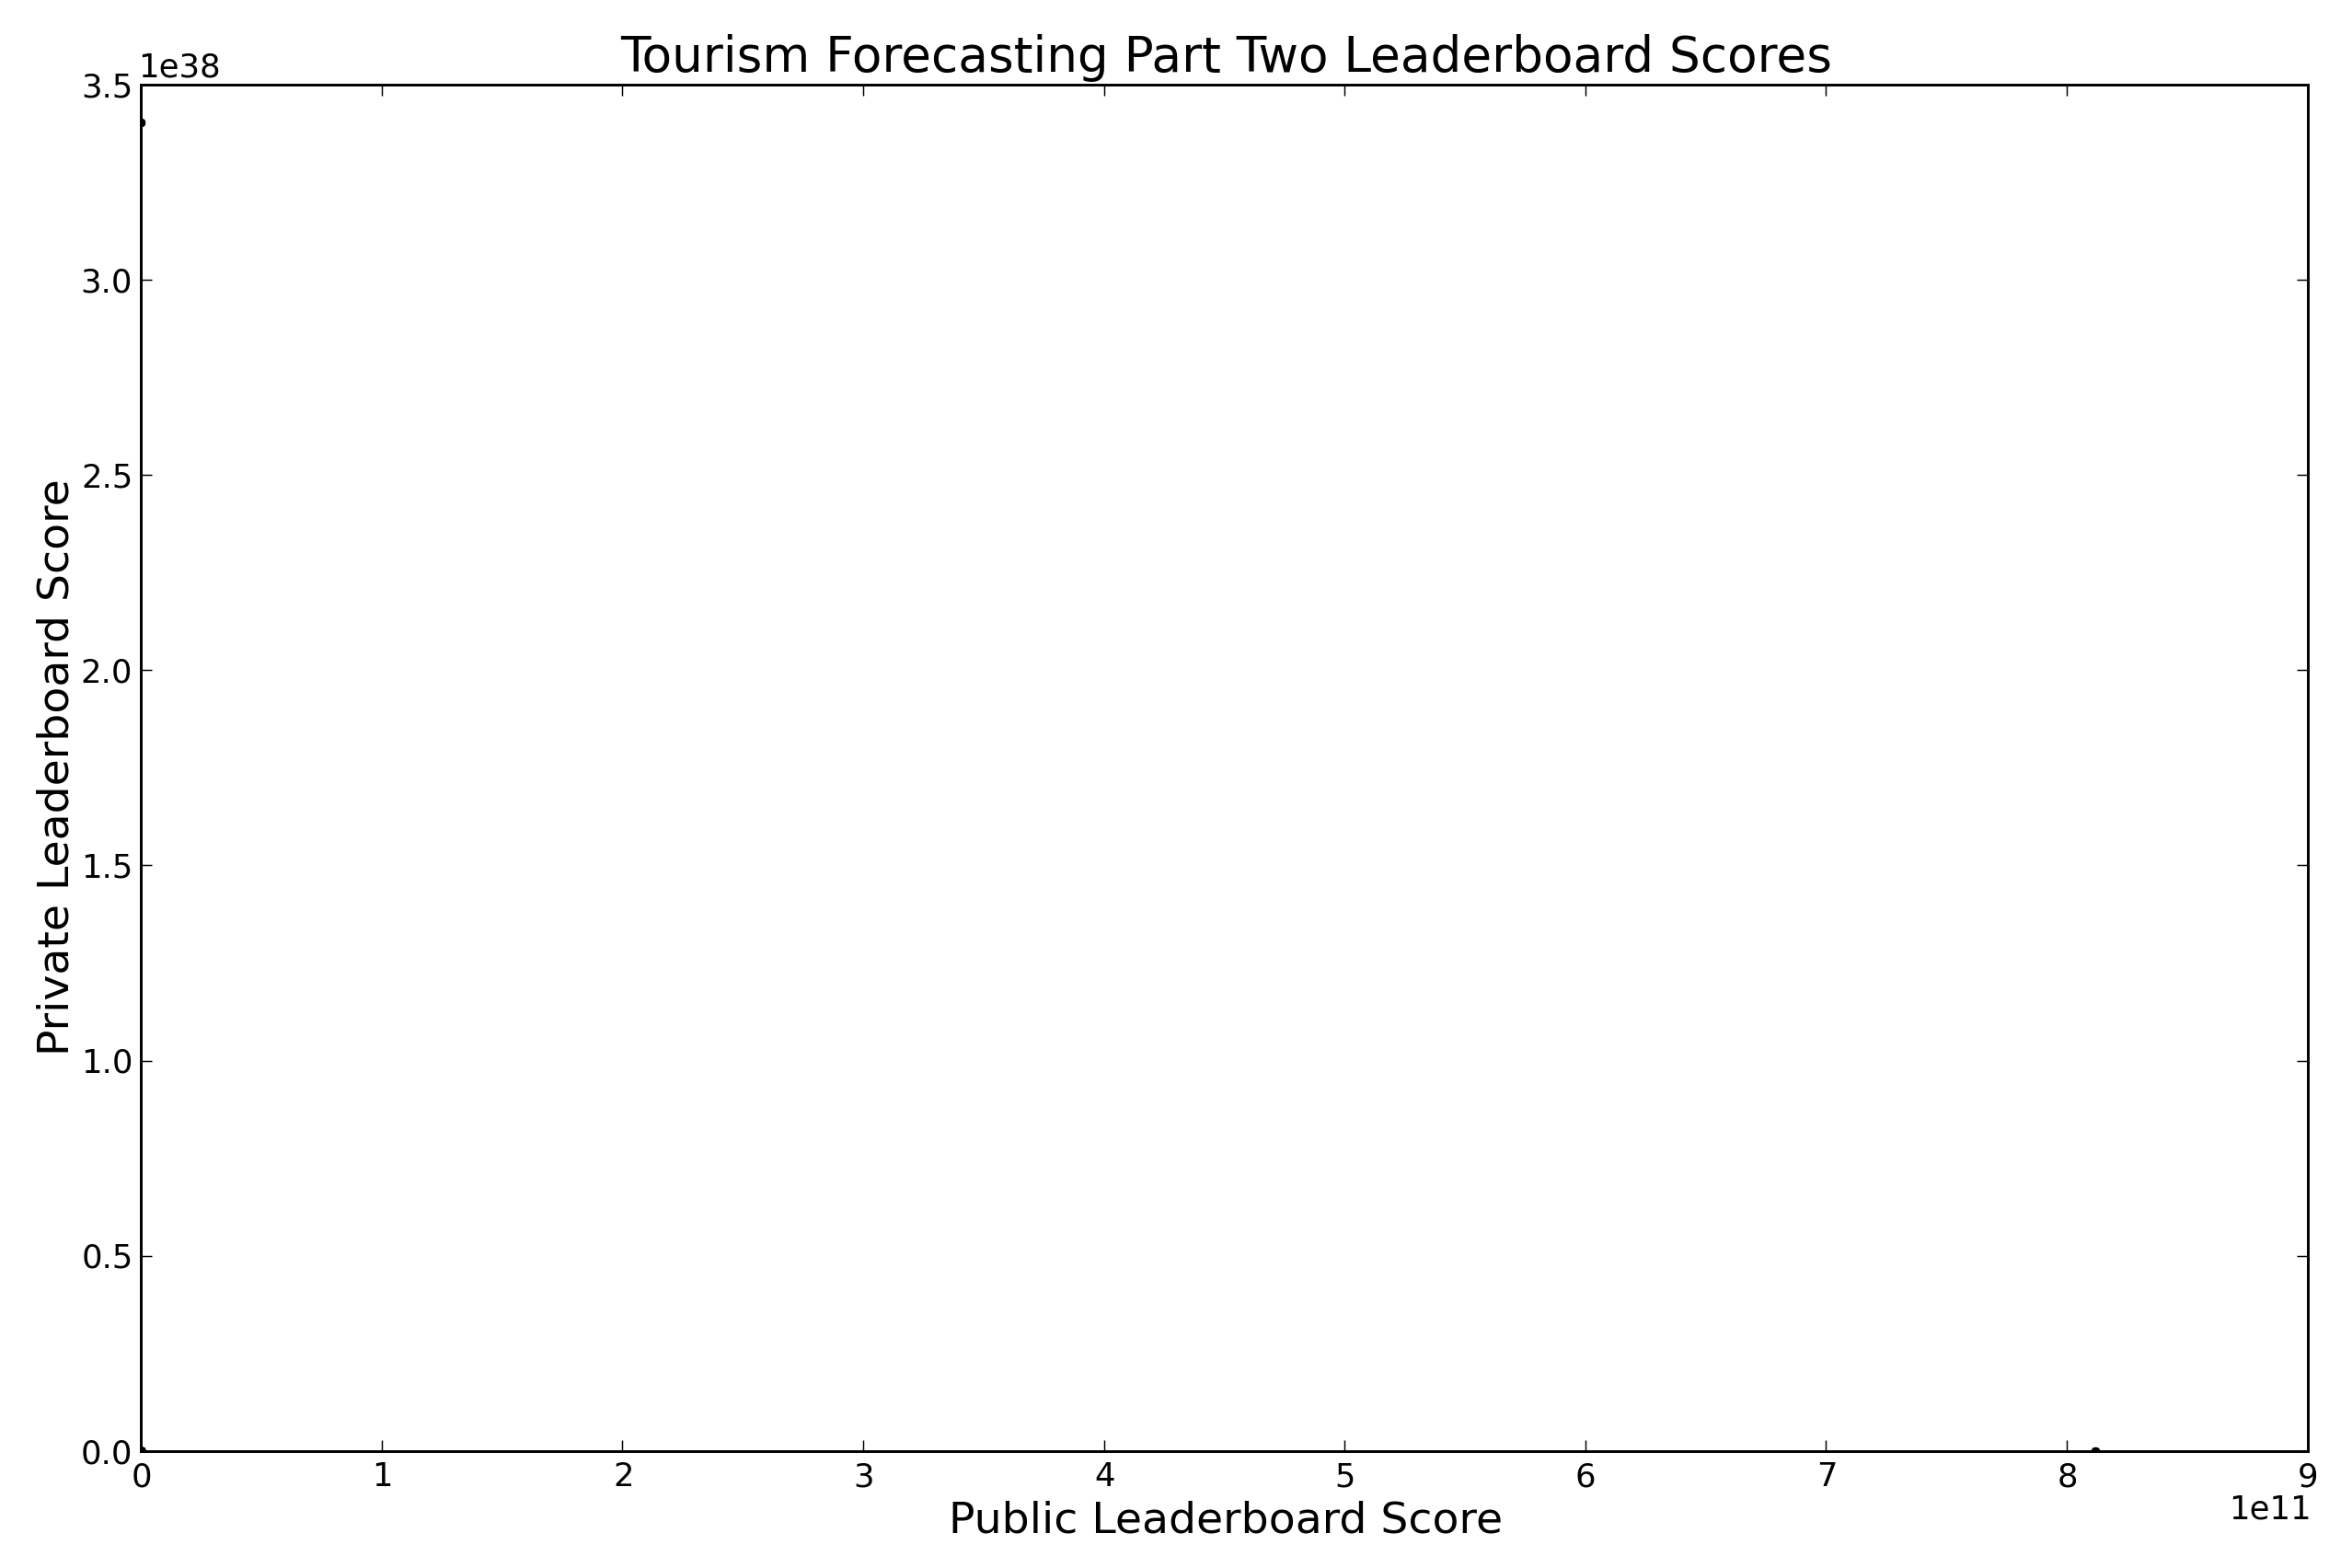 Tourism Forecasting Part Two Leaderboard Scores
1e38
3.5
3.0
2.5
2.0
1.5
1.0
0.5
0.0
Private Leaderboard Score
0 1 2 3 4 5 6 7 8 9
1e11
Public Leaderboard Score